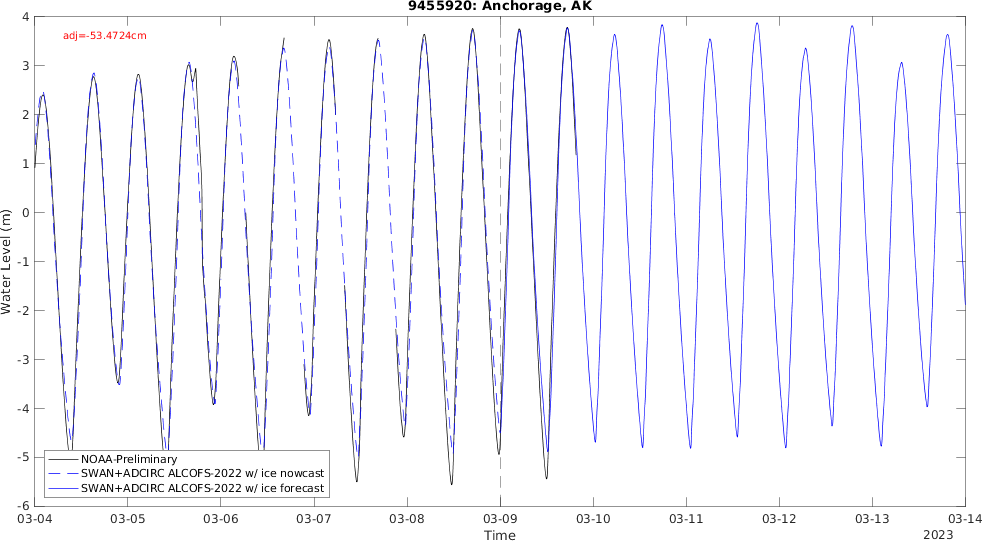 9455920: Anchorage, AK
adj=-53.4724cm
4
3
2
1
0
-1
-2
-3
-4
-5
-6
Water Level (m)
NOAA-Preliminary
SWAN+ADCIRC ALCOFS-2022 w/ ice nowcast
SWAN+ADCIRC ALCOFS-2022 w/ ice forecast
03-04 03-05 03-06 03-07 03-08 03-09 03-10 03-11 03-12 03-13 03-14
Time
2023